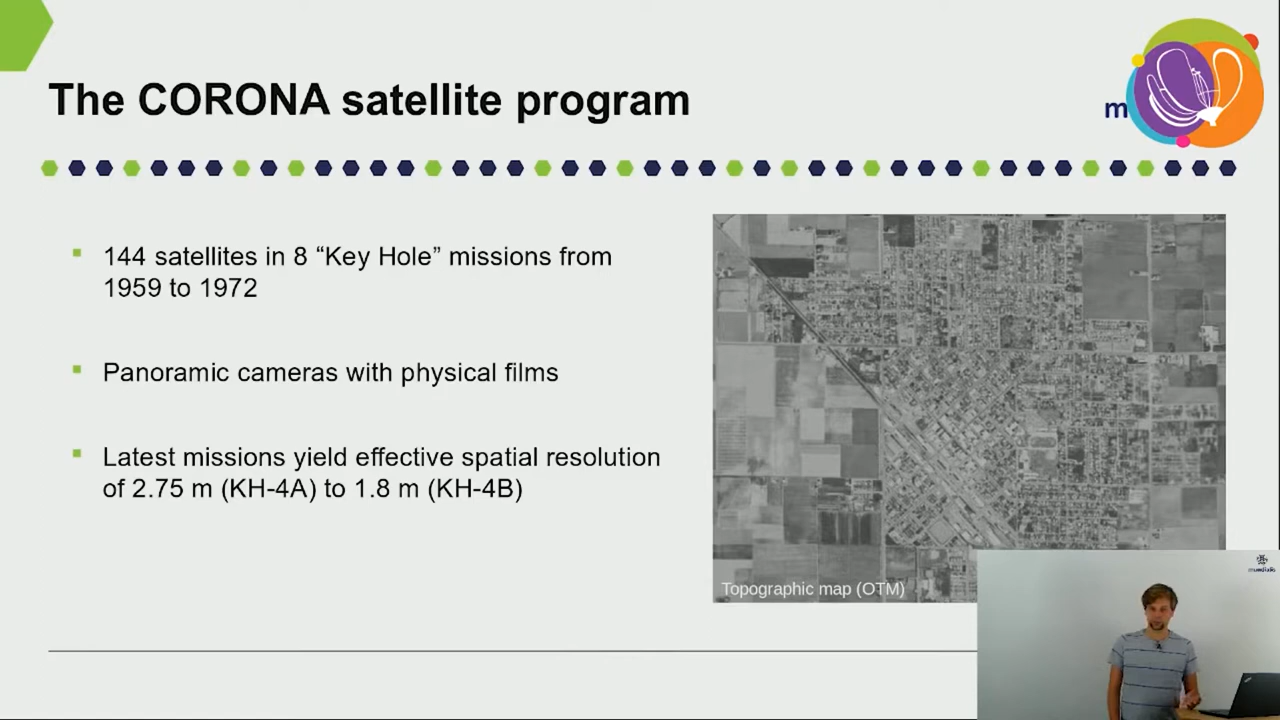 The CORONA satellite program
m
144 satellites in 8 “Key Hole” missions from
1959 to 1972
Panoramic cameras with physical films
Latest missions yield effective spatial resolution
of 2.75 m (KH-4A) to 1.8 m (KH-4B)
Topographic map (OTM)
mundialis